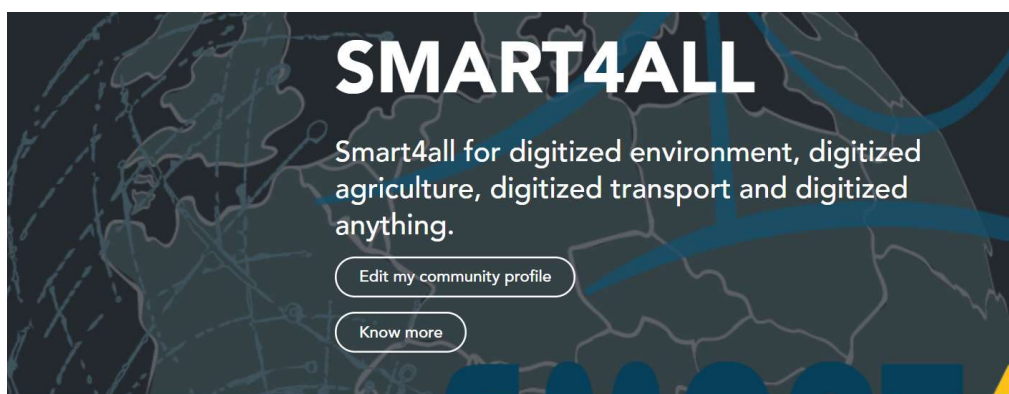 SMART4ALL
Smart4all for digitized environment, digitized
agriculture, digitized transport and digitized
anything.
Edit my community profile
Know more